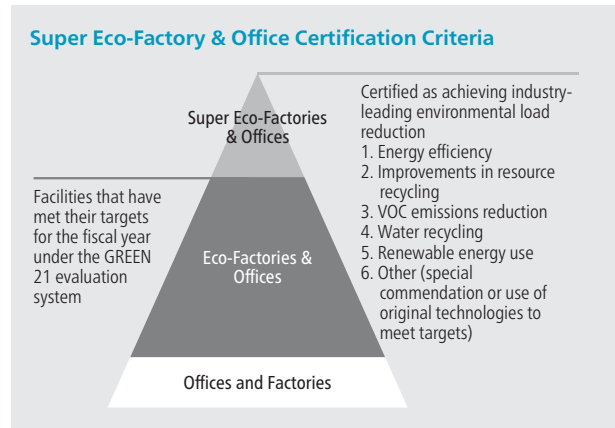 Super Eco-Factory & Office Certification Criteria
Super Eco-Factories
& Offices
Certified as achieving industry-
leading environmental load
reduction
1. Energy efficiency
2. Improvements in resource
recycling
3. VOC emissions reduction
4. Water recycling
5. Renewable energy use
6. Other (special
commendation or use of
original technologies to
meet targets)
Facilities that have
met their targets
for the fiscal year
under the GREEN
21 evaluation
system
Eco-Factories &
Offices
Offices and Factories